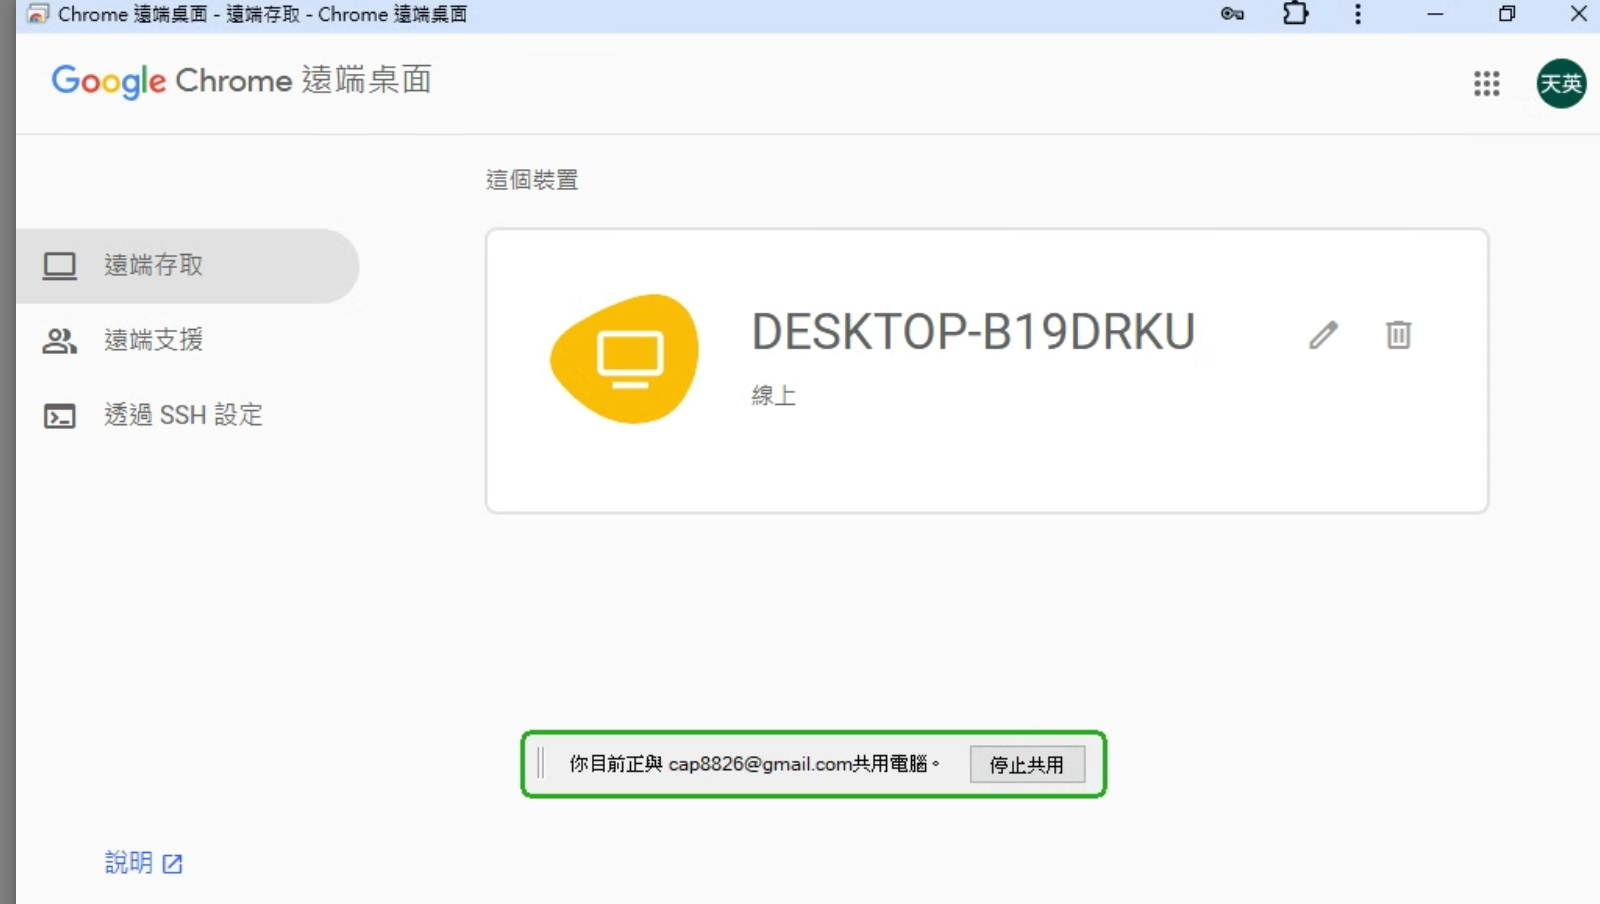 Chrome 遠端桌面 - 遠端存取 - Chrome 遠端桌面
Google Chrome 遠端桌面
天英
這個裝置
遠端存取
遠端支援
透過 SSH 設定
DESKTOP-B19DRKU
線上
你目前正與 cap8826@gmail.com共用電腦。
停止共用
說明